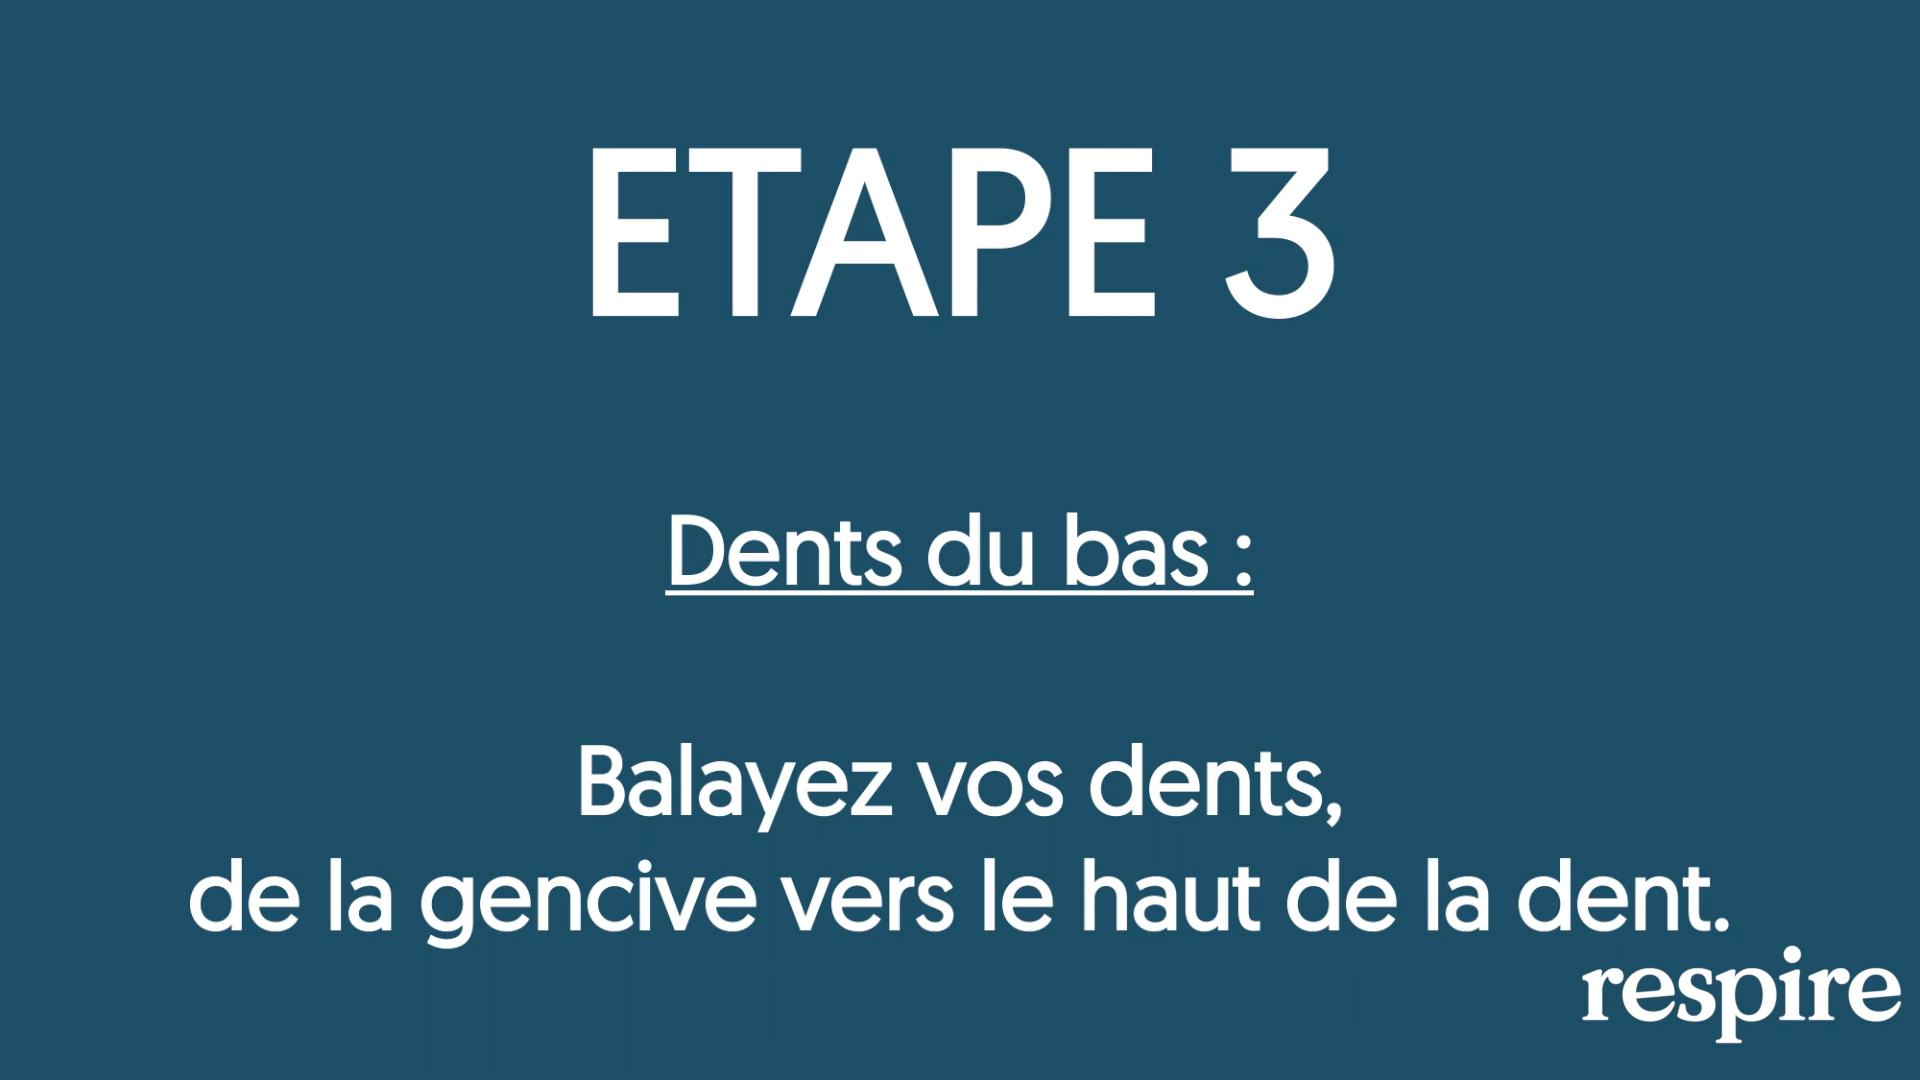 ETAPE 3
Dents du bas :
Balayez vos dents,
de la gencive vers le haut de la dent.
respire